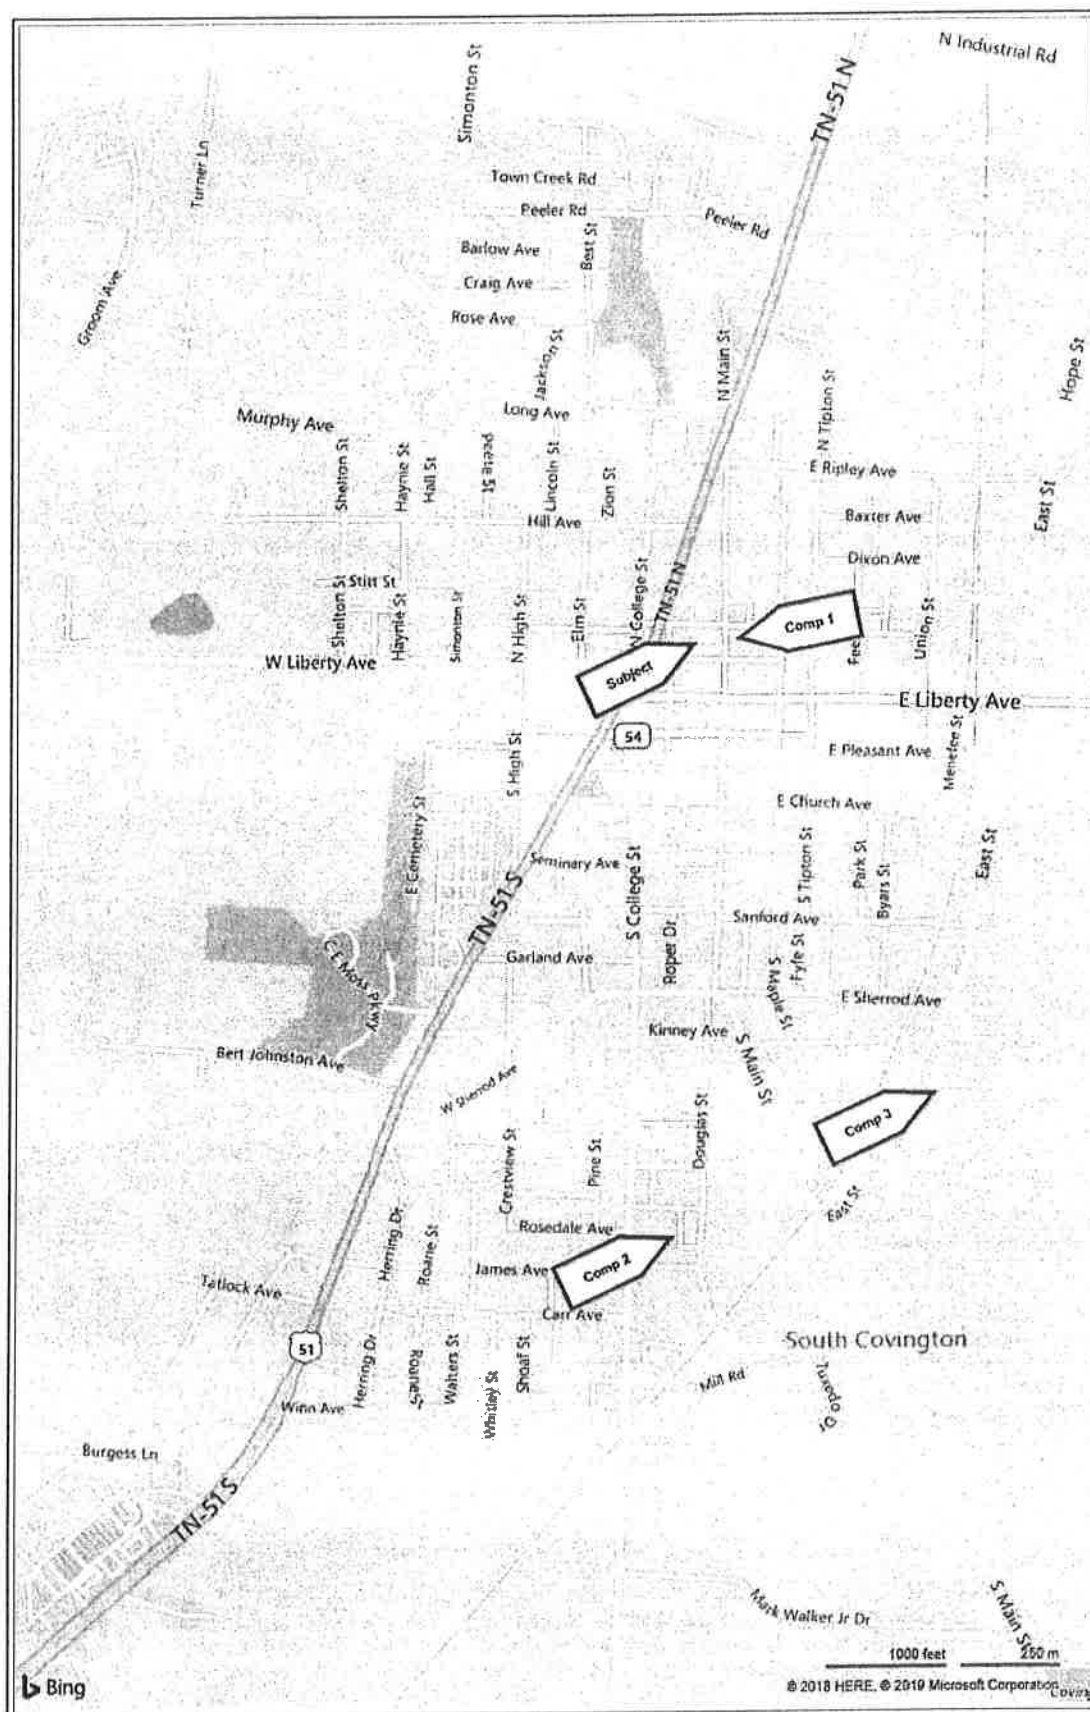 N Industrial Rd
Simonton St
TN-51 N
Turner Ln
Town Creek Rd
Peeler Rd
Peeler Rd
Best St
Barlow Ave
Craig Ave
Groom Ave
Rose Ave
Jackson St
N Main St
Hope St
Long Ave
Murphy Ave
N Tipton St
Shelton St
Haynie St
Hall St
Peete St
Lincoln St
Zion St
E Ripley Ave
East St
Hill Ave
Baxter Ave
Dixon Ave
Stitt St
Shelton St
Haynie St
Simonton St
N High St
Elm St
N College St
TN-51 N
Comp 1
Fee
Union St
W Liberty Ave
Subject
E Liberty Ave
54
S High St
E Pleasant Ave
Menefee St
E Church Ave
E Cemetery St
Seminary Ave
S College St
S Tipton St
Park St
Byars St
East St
TN-51 S
Sanford Ave
Roper Dr
Fyfe St
C E Moss Pkwy
Garland Ave
S Maple St
E Sherrod Ave
Kinney Ave
S Main St
Bert Johnston Ave
W Sherrod Ave
Comp 3
Crestview St
Pine St
Douglas St
East St
Herring Dr
Roane St
Rosedale Ave
James Ave
Comp 2
Tatlock Ave
Carr Ave
51
Herring Dr
Roane St
Walters St
Whitley St
Shoaf St
South Covington
Mill Rd
Tuxedo Dr
Winn Ave
Burgess Ln
TN-51 S
Mark Walker Jr Dr
S Main St
1000 feet
250 m
Bing
© 2018 HERE, © 2019 Microsoft Corporation